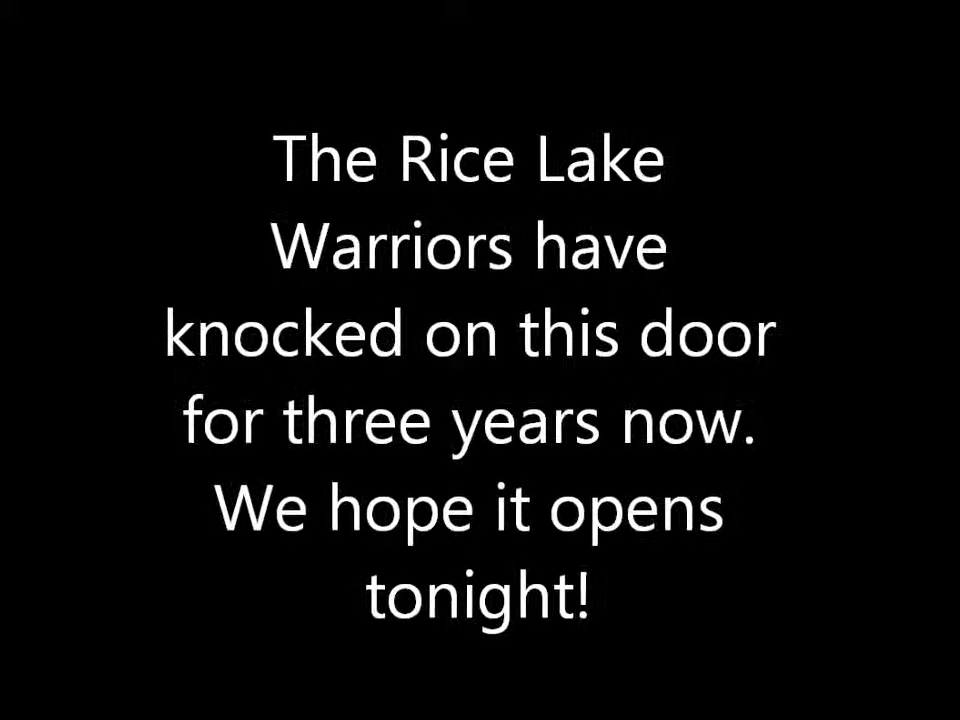 The Rice Lake
Warriors have
knocked on this door
for three years now.
We hope it opens
tonight!